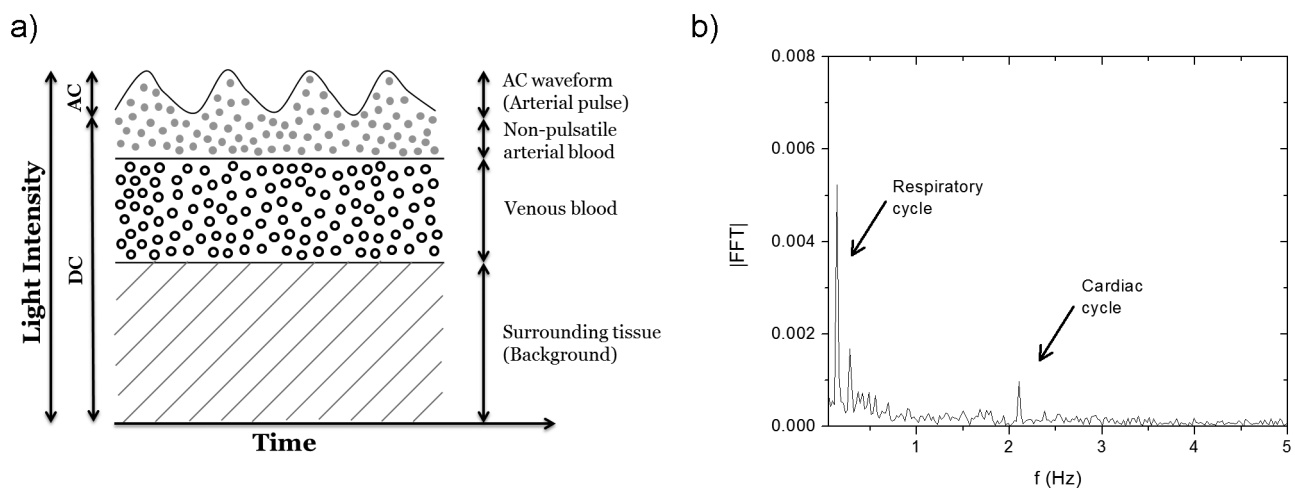 a)
Light Intensity
AC
DC
AC waveform
(Arterial pulse)
Non-pulsatile
arterial blood
Venous blood
Surrounding tissue
(Background)
Time
b)
|FFT|
0.008
0.006
0.004
0.002
0.000
Respiratory
cycle
Cardiac
cycle
1
2
3
4
5
f (Hz)